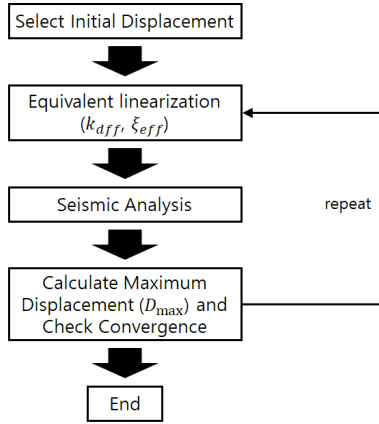 Select Initial Displacement
Equivalent linearization
(k_dff, ξ_eff)
Seismic Analysis
repeat
Calculate Maximum
Displacement (D_max) and
Check Convergence
End